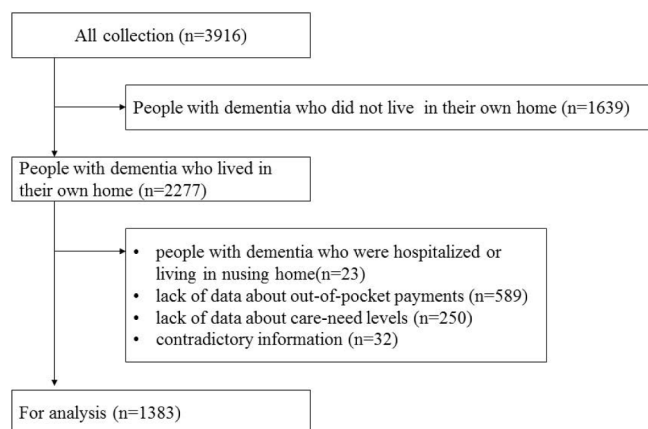 All collection (n=3916)
People with dementia who did not live in their own home (n=1639)
People with dementia who lived in
their own home (n=2277)
• people with dementia who were hospitalized or
living in nusing home(n=23)
• lack of data about out-of-pocket payments (n=589)
• lack of data about care-need levels (n=250)
• contradictory information (n=32)
For analysis (n=1383)